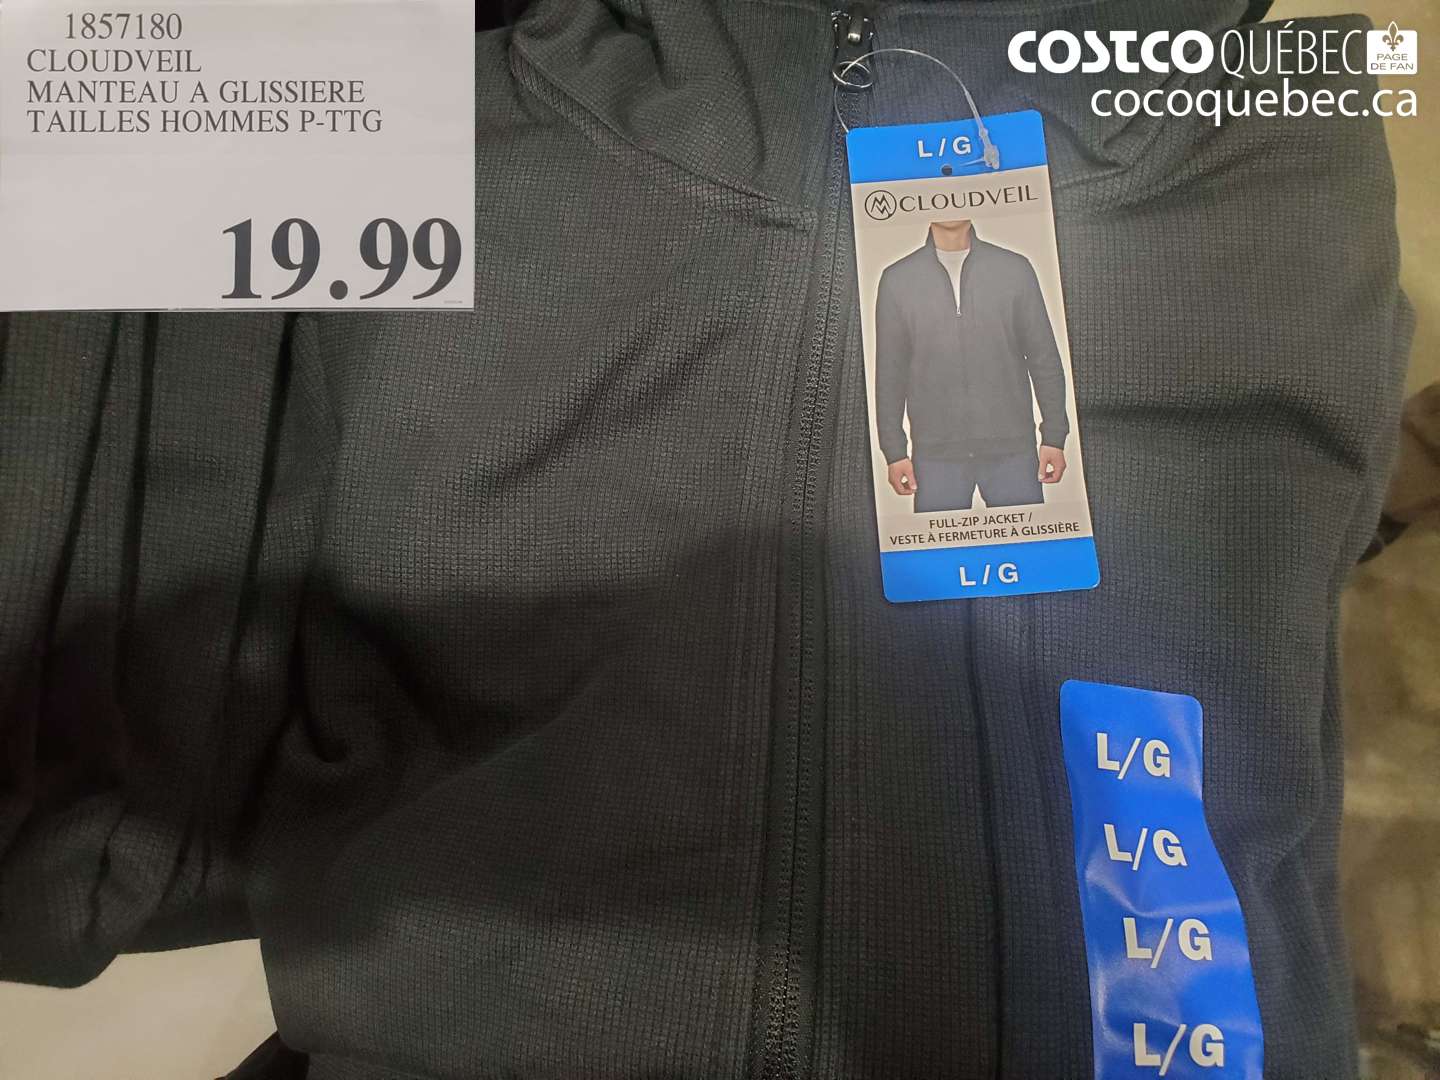 1857180
CLOUDVEIL
MANTEAU A GLISSIERE
TAILLES HOMMES P-TTG
19.99
COSTCO QUÉBEC PAGE DE FAN
cocoquebec.ca
L/G
CLOUDVEIL
FULL-ZIP JACKET /
VESTE À FERMETURE À GLISSIÈRE
L/G
L/G
L/G
L/G
L/G